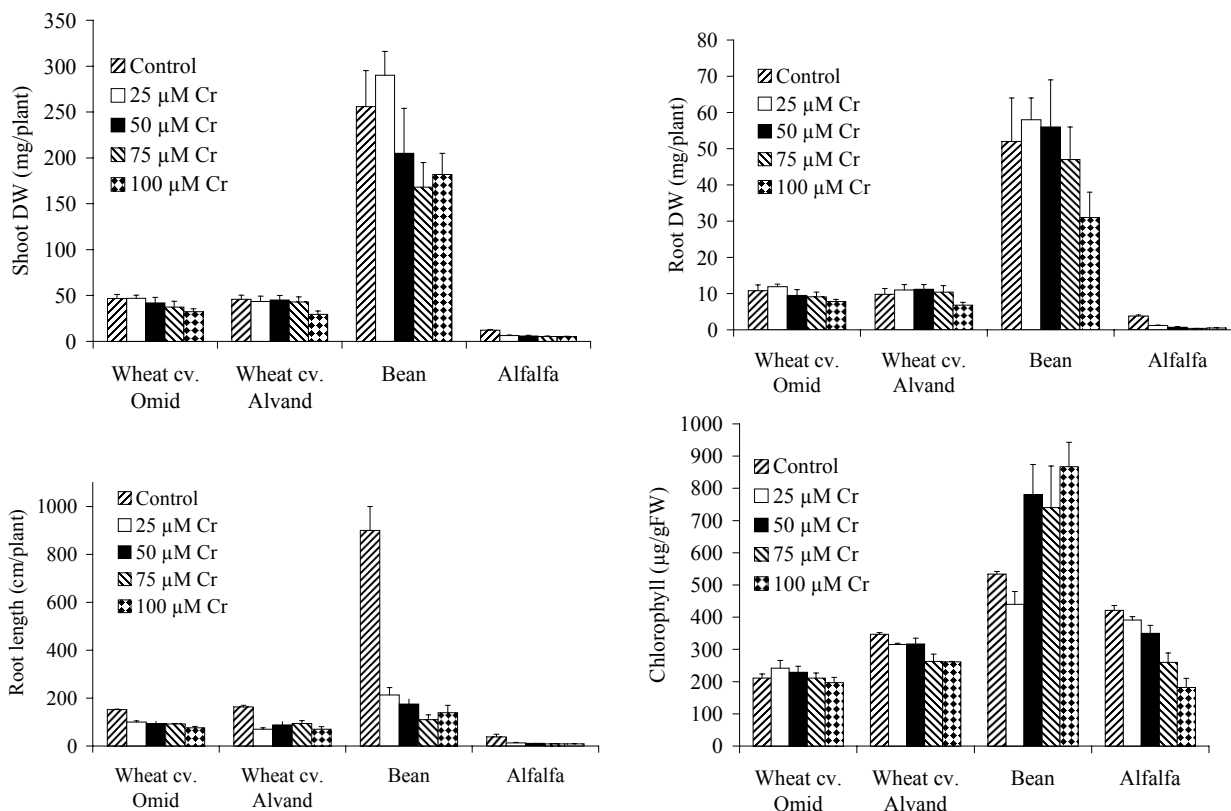 Shoot DW (mg/plant)
350
300
250
200
150
100
50
0
Control
25 µM Cr
50 µM Cr
75 µM Cr
100 µM Cr
Wheat cv.
Omid
Wheat cv.
Alvand
Bean
Alfalfa
Root DW (mg/plant)
80
70
60
50
40
30
20
10
0
Control
25 µM Cr
50 µM Cr
75 µM Cr
100 µM Cr
Wheat cv.
Omid
Wheat cv.
Alvand
Bean
Alfalfa
Root length (cm/plant)
1000
800
600
400
200
0
Control
25 µM Cr
50 µM Cr
75 µM Cr
100 µM Cr
Wheat cv.
Omid
Wheat cv.
Alvand
Bean
Alfalfa
Chlorophyll (µg/gFW)
1000
900
800
700
600
500
400
300
200
100
0
Control
25 µM Cr
50 µM Cr
75 µM Cr
100 µM Cr
Wheat cv.
Omid
Wheat cv.
Alvand
Bean
Alfalfa